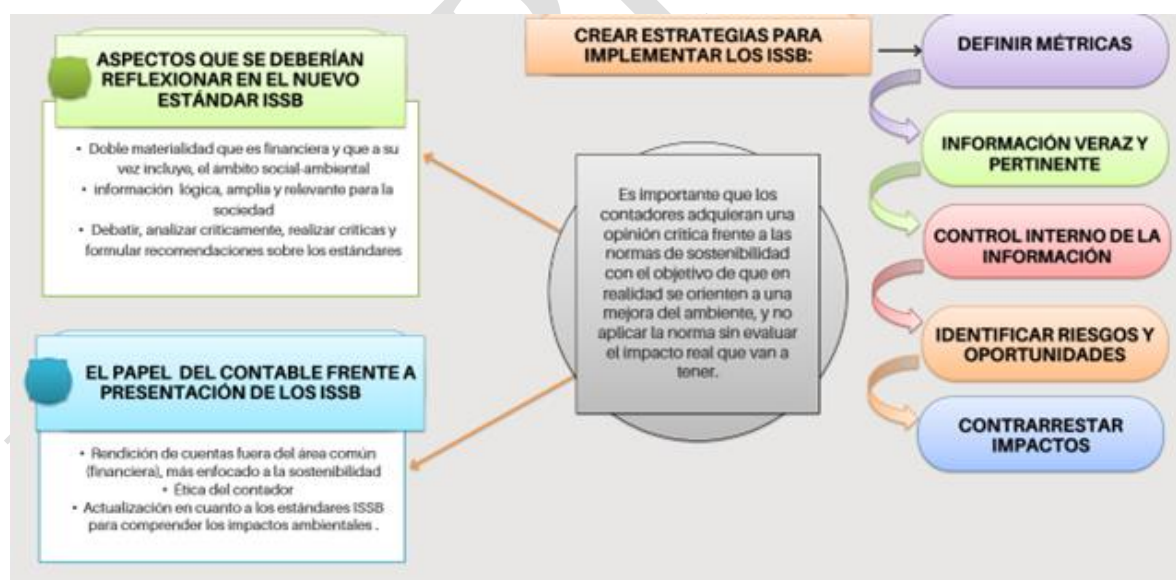 ASPECTOS QUE SE DEBERÍAN
REFLEXIONAR EN EL NUEVO
ESTÁNDAR ISSB
• Doble materialidad que es financiera y que a su
vez incluye, el ámbito social-ambiental
• información lógica, amplia y relevante para la
sociedad
• Debatir, analizar criticamente, realizar criticas y
formular recomendaciones sobre los estándares
EL PAPEL DEL CONTABLE FRENTE A
PRESENTACIÓN DE LOS ISSB
• Rendición de cuentas fuera del área común
(financiera), más enfocado a la sostenibilidad
• Ética del contador
• Actualización en cuanto a los estándares ISSB
para comprender los impactos ambientales .
Es importante que los
contadores adquieran una
opinión critica frente a las
normas de sostenibilidad
con el objetivo de que en
realidad se orienten a una
mejora del ambiente, y no
aplicar la norma sin evaluar
el impacto real que van a
tener.
CREAR ESTRATEGIAS PARA
IMPLEMENTAR LOS ISSB:
DEFINIR MÉTRICAS
INFORMACIÓN VERAZ Y
PERTINENTE
CONTROL INTERNO DE LA
INFORMACIÓN
IDENTIFICAR RIESGOS Y
OPORTUNIDADES
CONTRARRESTAR
IMPACTOS